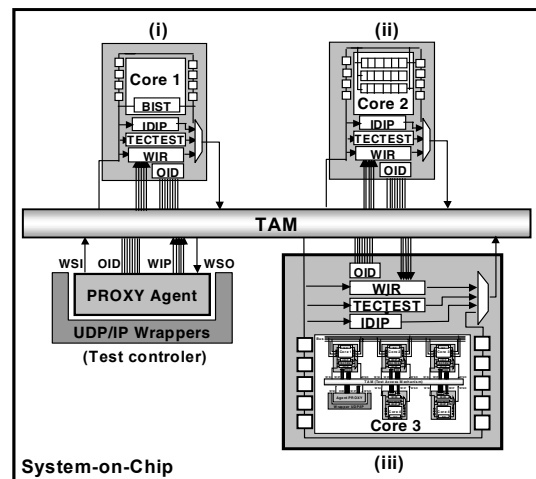 (i)
(ii)
Core 1
BIST
IDIP
TECTEST
WIR
OID
Core 2
IDIP
TECTEST
WIR
OID
TAM
WSI
OID
WIP
WSO
PROXY Agent
UDP/IP Wrappers
(Test controler)
OID
WIR
TECTEST
IDIP
TAM (Test Access Mechanism)
Agent PROXY
Core 3
(iii)
System-on-Chip